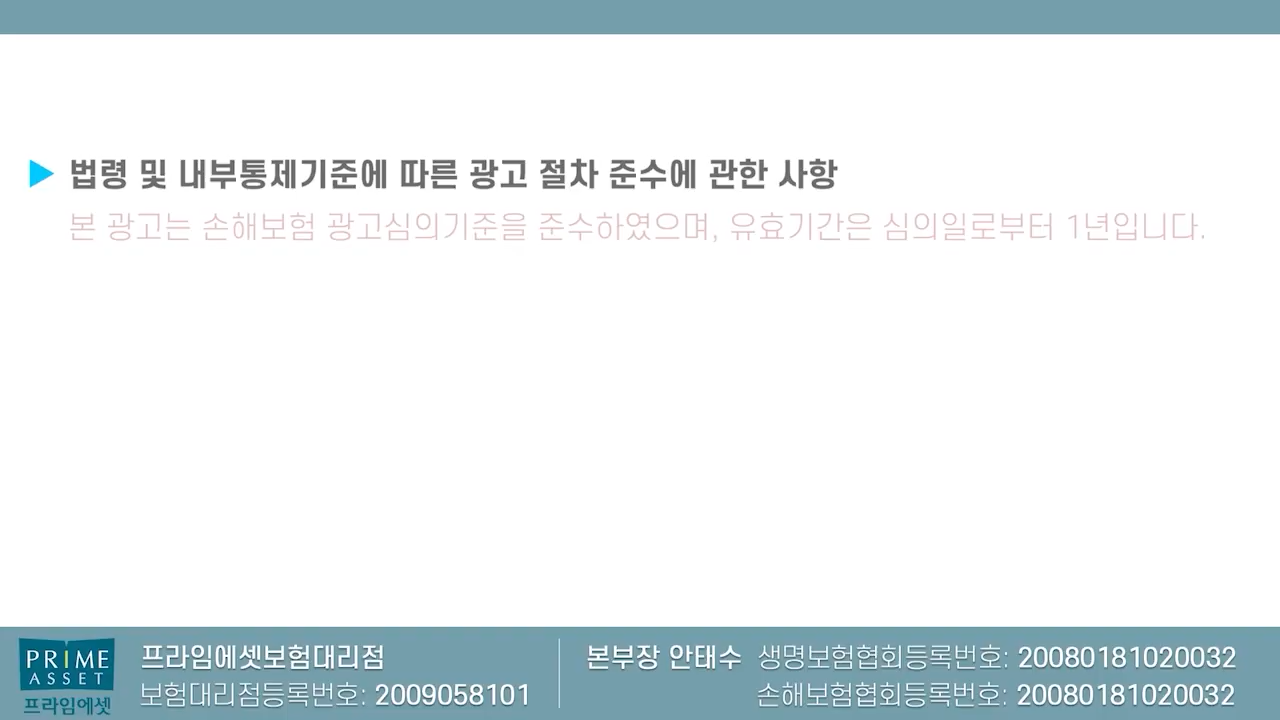 ▶ 법령 및 내부통제기준에 따른 광고 절차 준수에 관한 사항
본 광고는 손해보험 광고심의기준을 준수하였으며, 유효기간은 심의일로부터 1년입니다.
PRIME
ASSET
프라임에셋
프라임에셋보험대리점
보험대리점등록번호: 2009058101
본부장 안태수 생명보험협회등록번호: 20080181020032
손해보험협회등록번호: 20080181020032